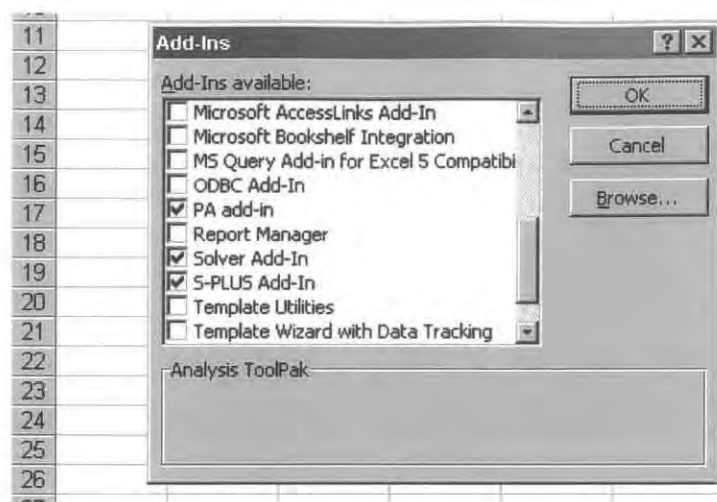 11
12
13
14
15
16
17
18
19
20
21
22
23
24
25
26
Add-Ins
Add-Ins available:
Microsoft AccessLinks Add-In
Microsoft Bookshelf Integration
MS Query Add-in for Excel 5 Compatibi
ODBC Add-In
PA add-in
Report Manager
Solver Add-In
S-PLUS Add-In
Template Utilities
Template Wizard with Data Tracking
OK
Cancel
Browse...
Analysis ToolPak